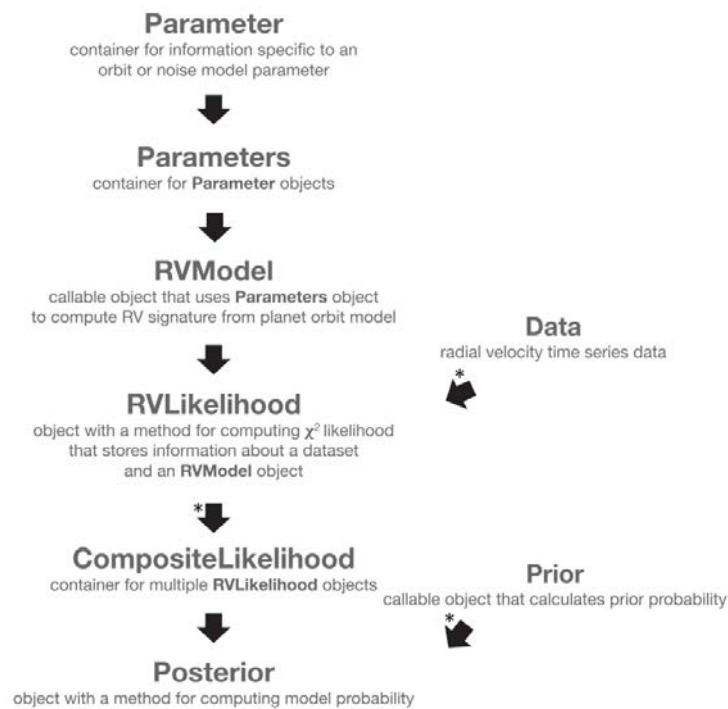 Parameter
container for information specific to an
orbit or noise model parameter
Parameters
container for Parameter objects
RVModel
callable object that uses Parameters object
to compute RV signature from planet orbit model
Data
radial velocity time series data
*
RVLikelihood
object with a method for computing χ² likelihood
that stores information about a dataset
and an RVModel object
*
CompositeLikelihood
container for multiple RVLikelihood objects
Prior
callable object that calculates prior probability
*
Posterior
object with a method for computing model probability